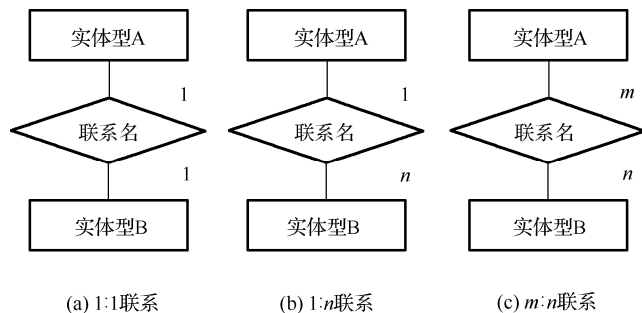 实体型A 实体型A 实体型A
1 1 m
联系名 联系名 联系名
1 n n
实体型B 实体型B 实体型B
(a) 1:1联系 (b) 1:n联系 (c) m:n联系